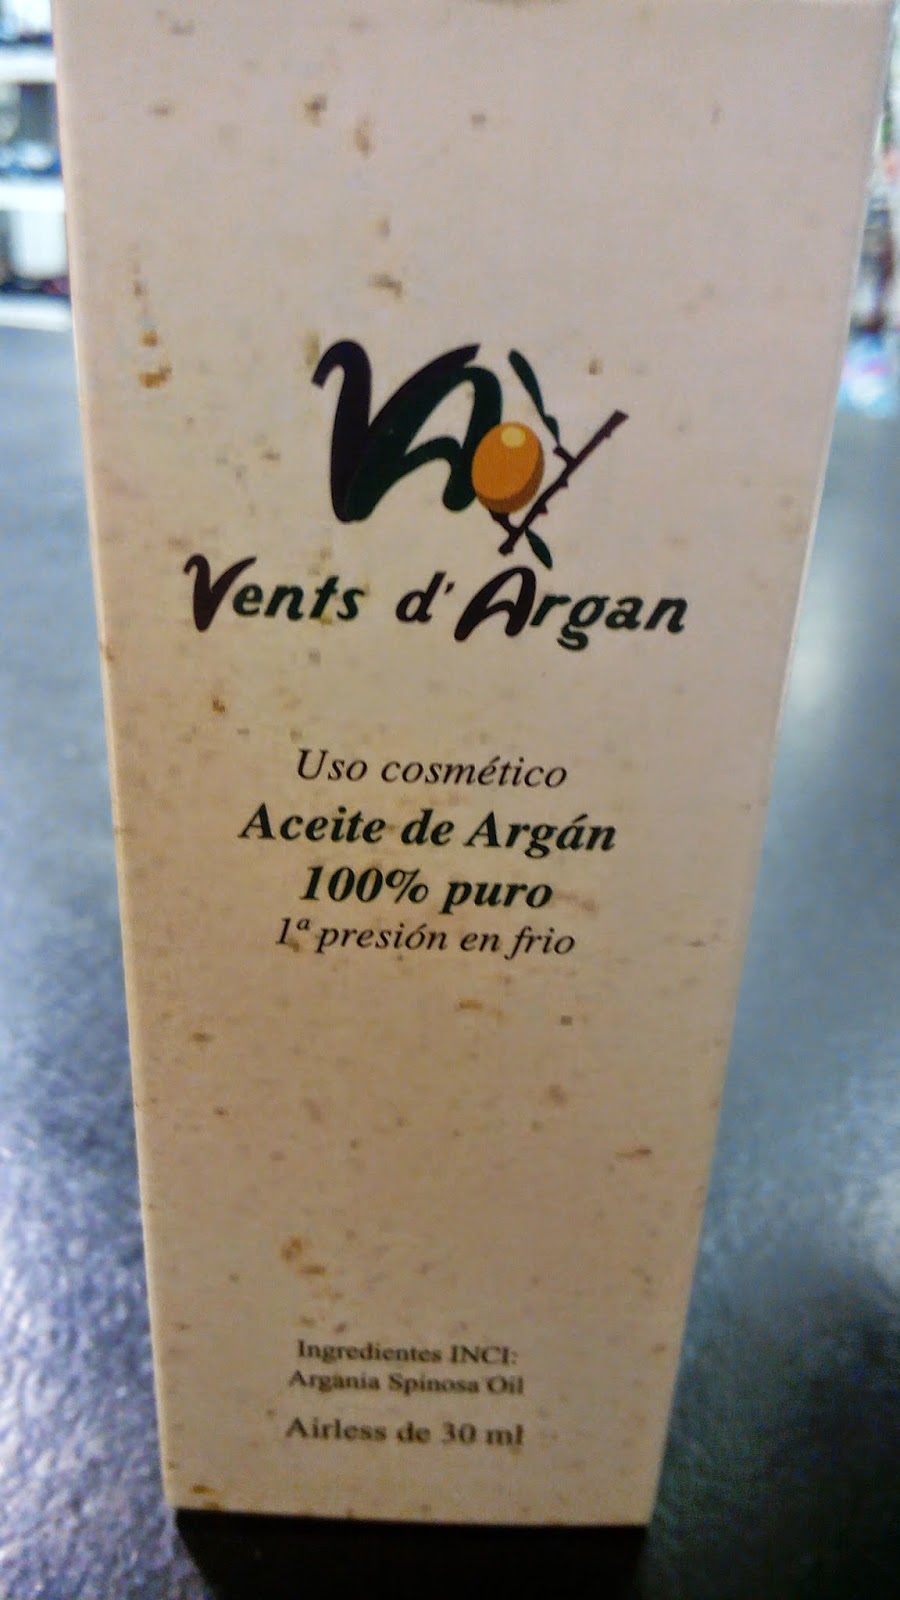 VA
Vents d'Argan
Uso cosmético
Aceite de Argán
100% puro
1ª presión en frio
Ingredientes INCI:
Argania Spinosa Oil
Airless de 30 ml